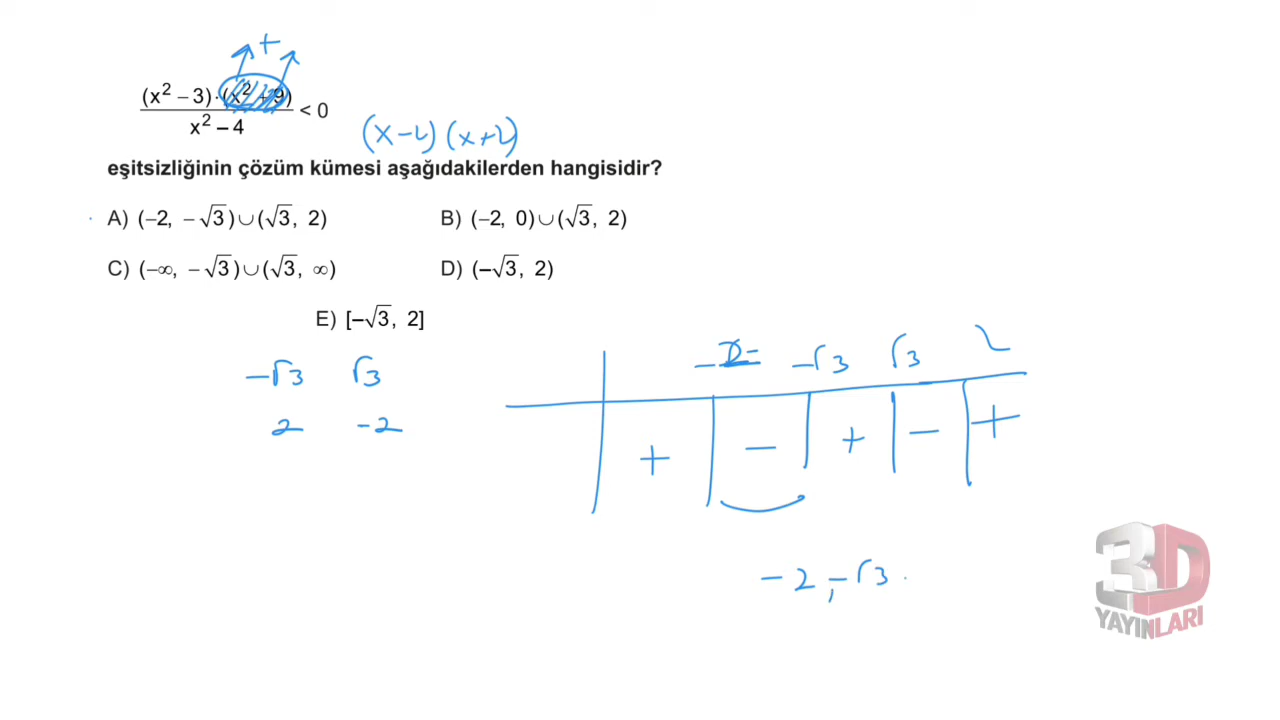 +
(x² – 3)·(x² + 9)
x² – 4
< 0
(x-2)(x+2)
eşitsizliğinin çözüm kümesi aşağıdakilerden hangisidir?
A) (–2, –√3)∪(√3, 2)
B) (–2, 0)∪(√3, 2)
C) (–∞, –√3)∪(√3, ∞)
D) (–√3, 2)
E) [–√3, 2]
-√3 √3
2 -2
-√3 √3 2
+ - + - +
-2, -√3
3D
YAYINLARI